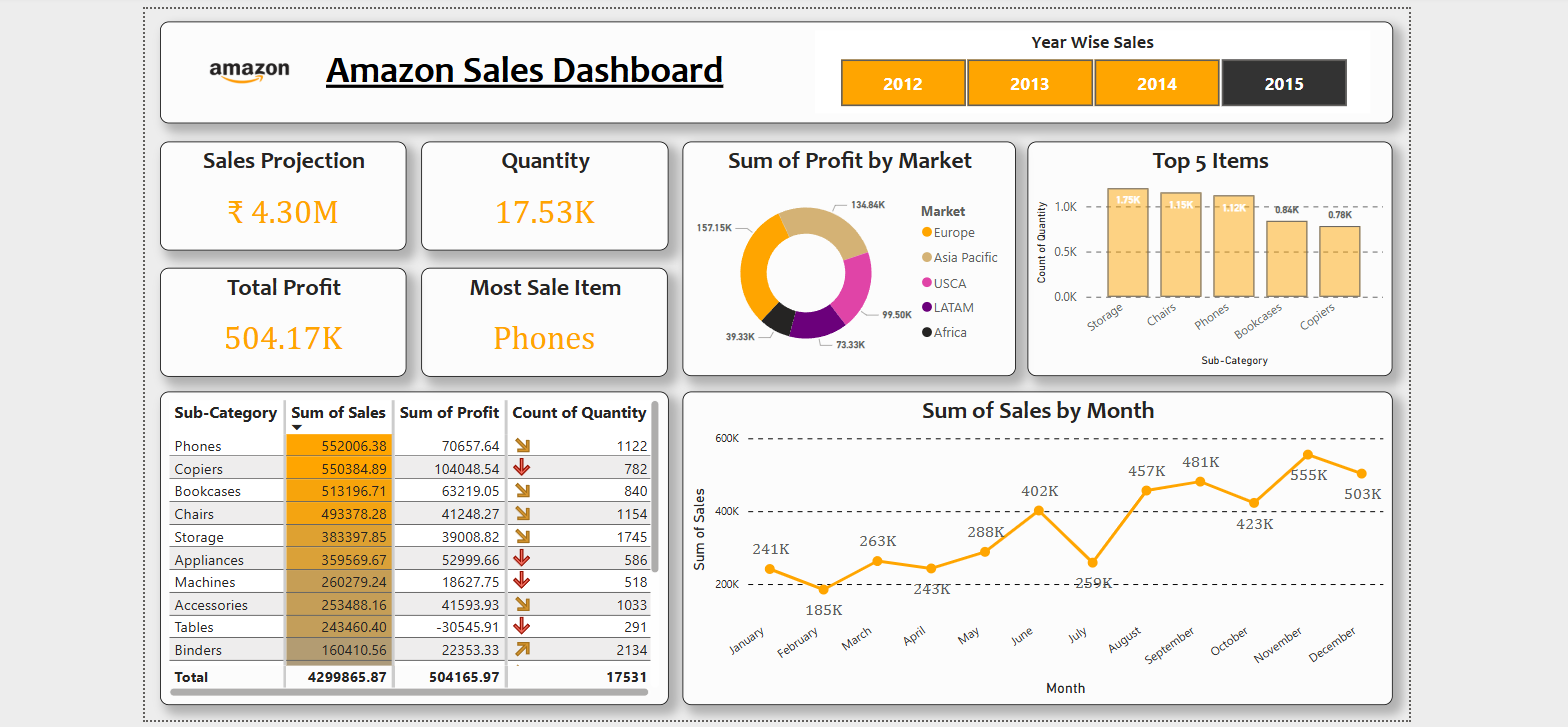 amazon
Amazon Sales Dashboard
Year Wise Sales
2012 2013 2014 2015
Sales Projection
₹ 4.30M
Quantity
17.53K
Total Profit
504.17K
Most Sale Item
Phones
Sum of Profit by Market
134.84K
157.15K
99.50K
39.33K
73.33K
Market
Europe
Asia Pacific
USCA
LATAM
Africa
Top 5 Items
Count of Quantity
1.0K
0.5K
0.0K
1.75K 1.15K 1.12K 0.84K 0.78K
Storage Chairs Phones Bookcases Copiers
Sub-Category
Sub-Category Sum of Sales Sum of Profit Count of Quantity
Phones 552006.38 70657.64 1122
Copiers 550384.89 104048.54 782
Bookcases 513196.71 63219.05 840
Chairs 493378.28 41248.27 1154
Storage 383397.85 39008.82 1745
Appliances 359569.67 52999.66 586
Machines 260279.24 18627.75 518
Accessories 253488.16 41593.93 1033
Tables 243460.40 -30545.91 291
Binders 160410.56 22353.33 2134
Total 4299865.87 504165.97 17531
Sum of Sales by Month
Sum of Sales
600K
400K
200K
241K 185K 263K 243K 288K 402K 259K 457K 481K 423K 555K 503K
January February March April May June July August September October November December
Month